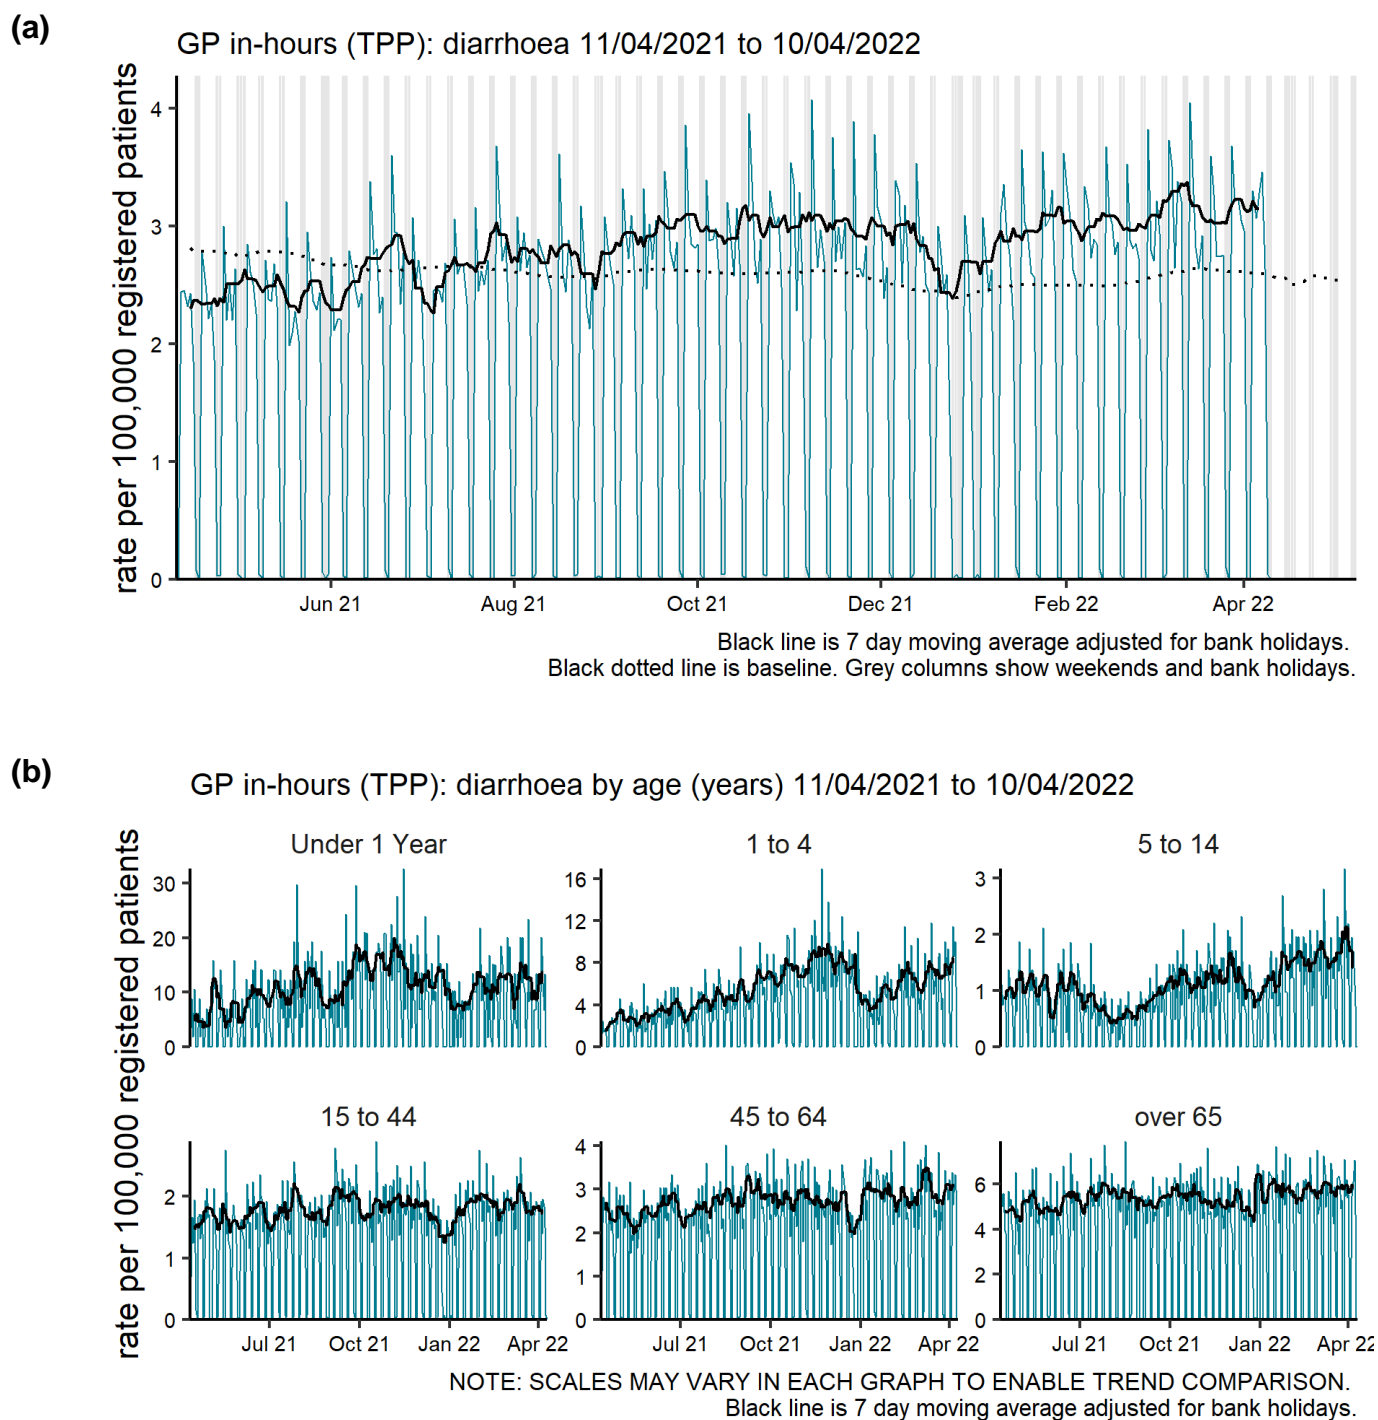 (a)
GP in-hours (TPP): diarrhoea 11/04/2021 to 10/04/2022
rate per 100,000 registered patients
4
3
2
1
0
Jun 21
Aug 21
Oct 21
Dec 21
Feb 22
Apr 22
Black line is 7 day moving average adjusted for bank holidays.
Black dotted line is baseline. Grey columns show weekends and bank holidays.
(b)
GP in-hours (TPP): diarrhoea by age (years) 11/04/2021 to 10/04/2022
rate per 100,000 registered patients
Under 1 Year
30
20
10
0
1 to 4
16
12
8
4
0
5 to 14
3
2
1
0
15 to 44
2
1
0
Jul 21
Oct 21
Jan 22
Apr 22
45 to 64
4
3
2
1
0
Jul 21
Oct 21
Jan 22
Apr 22
over 65
6
4
2
0
Jul 21
Oct 21
Jan 22
Apr 22
NOTE: SCALES MAY VARY IN EACH GRAPH TO ENABLE TREND COMPARISON.
Black line is 7 day moving average adjusted for bank holidays.